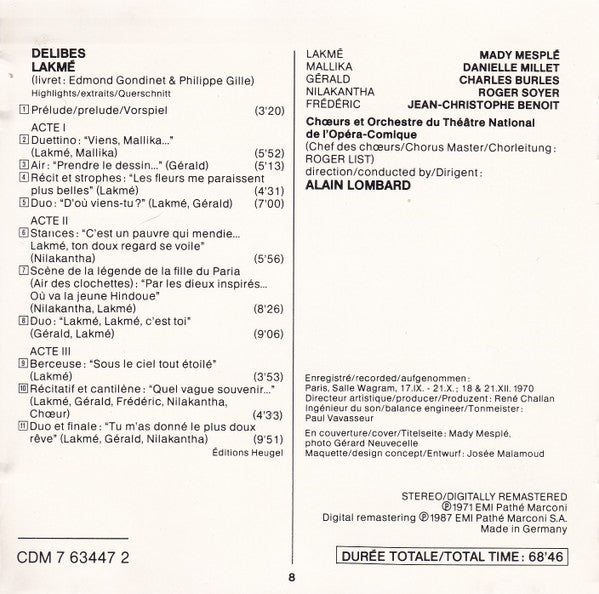 DELIBES
LAKMÉ
(livret: Edmond Gondinet & Philippe Gille)
Highlights/extraits/Querschnitt
1 Prélude/prelude/Vorspiel (3'20)
ACTE I
2 Duettino: "Viens, Mallika..."
(Lakmé, Mallika) (5'52)
3 Air: "Prendre le dessin..." (Gérald) (5'13)
4 Récit et strophes: "Les fleurs me paraissent
plus belles" (Lakmé) (4'31)
5 Duo: "D'où viens-tu?" (Lakmé, Gérald) (7'00)
ACTE II
6 Stances: "C'est un pauvre qui mendie...
Lakmé, ton doux regard se voile"
(Nilakantha) (5'56)
7 Scène de la légende de la fille du Paria
(Air des clochettes): "Par les dieux inspirés...
Où va la jeune Hindoue"
(Nilakantha, Lakmé) (8'26)
8 Duo: "Lakmé, Lakmé, c'est toi"
(Gérald, Lakmé) (9'06)
ACTE III
9 Berceuse: "Sous le ciel tout étoilé"
(Lakmé) (3'53)
10 Récitatif et cantilène: "Quel vague souvenir..."
(Lakmé, Gérald, Frédéric, Nilakantha,
Chœur) (4'33)
11 Duo et finale: "Tu m'as donné le plus doux
rêve" (Lakmé, Gérald, Nilakantha) (9'51)
Éditions Heugel
CDM 7 63447 2
LAKMÉ MADY MESPLÉ
MALLIKA DANIELLE MILLET
GÉRALD CHARLES BURLES
NILAKANTHA ROGER SOYER
FRÉDÉRIC JEAN-CHRISTOPHE BENOIT
Chœurs et Orchestre du Théâtre National
de l'Opéra-Comique
(Chef des chœurs/Chorus Master/Chorleitung:
ROGER LIST)
direction/conducted by/Dirigent:
ALAIN LOMBARD
Enregistré/recorded/aufgenommen:
Paris, Salle Wagram, 17.IX. - 21.X.; 18 & 21.XII. 1970
Directeur artistique/producer/Produzent: René Challan
Ingénieur du son/balance engineer/Tonmeister:
Paul Vavasseur
En couverture/cover/Titelseite: Mady Mesplé,
photo Gérard Neuvecelle
Maquette/design concept/Entwurf: Josée Malamoud
STEREO/DIGITALLY REMASTERED
℗1971 EMI Pathé Marconi
Digital remastering ℗1987 EMI Pathé Marconi S.A.
Made in Germany
DURÉE TOTALE/TOTAL TIME: 68'46
8